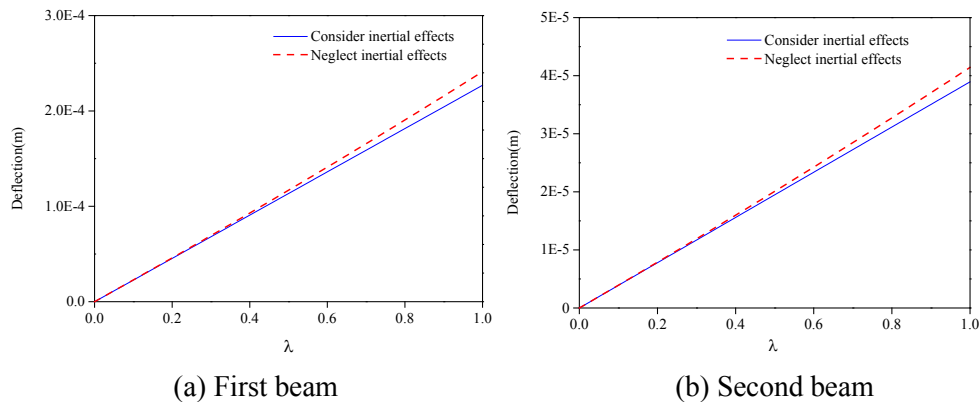 3.0E-4
2.0E-4
1.0E-4
0.0
Deflection(m)
Consider inertial effects
Neglect inertial effects
0.0 0.2 0.4 0.6 0.8 1.0
λ
(a) First beam
5E-5
4E-5
3E-5
2E-5
1E-5
0
Deflection(m)
Consider inertial effects
Neglect inertial effects
0.0 0.2 0.4 0.6 0.8 1.0
λ
(b) Second beam